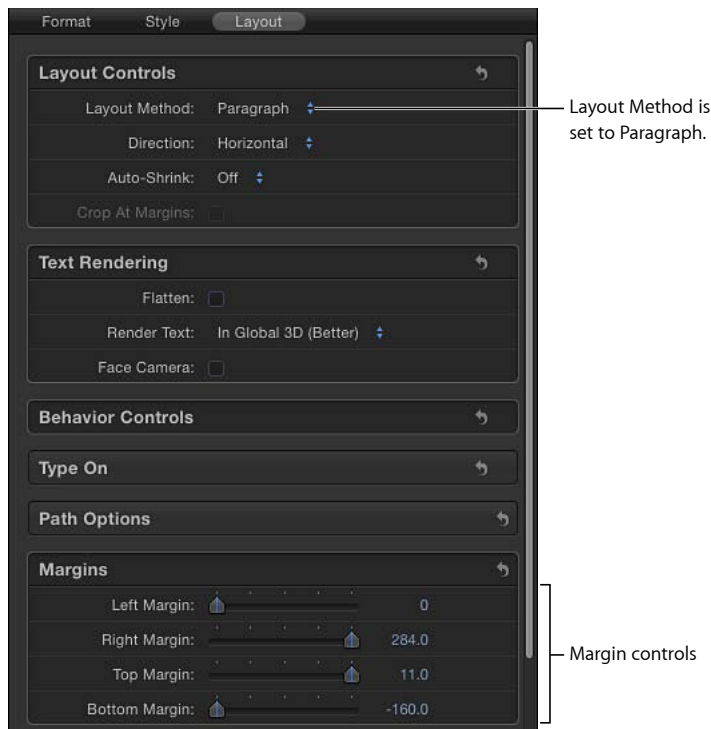 Format Style Layout
Layout Controls
Layout Method: Paragraph
Layout Method is
set to Paragraph.
Direction: Horizontal
Auto-Shrink: Off
Crop At Margins:
Text Rendering
Flatten:
Render Text: In Global 3D (Better)
Face Camera:
Behavior Controls
Type On
Path Options
Margins
Left Margin: 0
Right Margin: 284.0
Top Margin: 11.0
Bottom Margin: -160.0
Margin controls